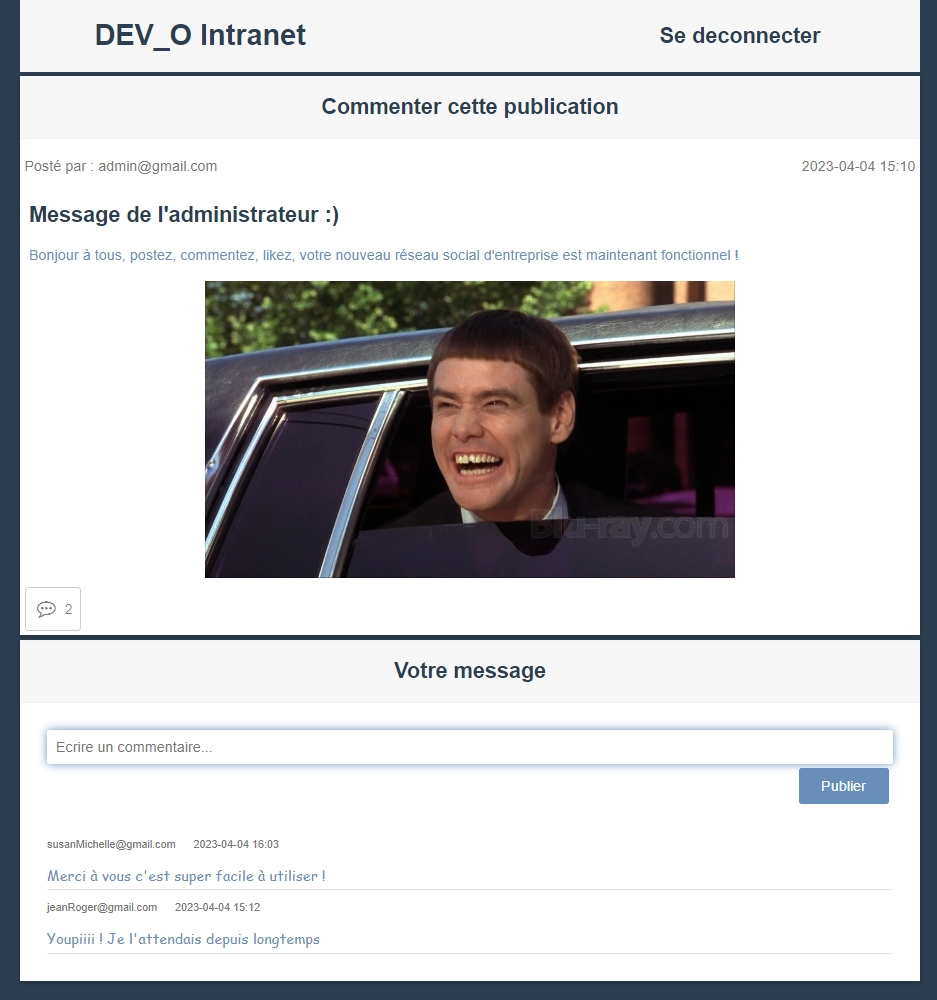 DEV_O Intranet
Se deconnecter
Commenter cette publication
Posté par : admin@gmail.com
2023-04-04 15:10
Message de l'administrateur :)
Bonjour à tous, postez, commentez, likez, votre nouveau réseau social d'entreprise est maintenant fonctionnel !
Blu-ray.com
2
Votre message
Ecrire un commentaire...
Publier
susanMichelle@gmail.com 2023-04-04 16:03
Merci à vous c'est super facile à utiliser !
jeanRoger@gmail.com 2023-04-04 15:12
Youpiiii ! Je l'attendais depuis longtemps